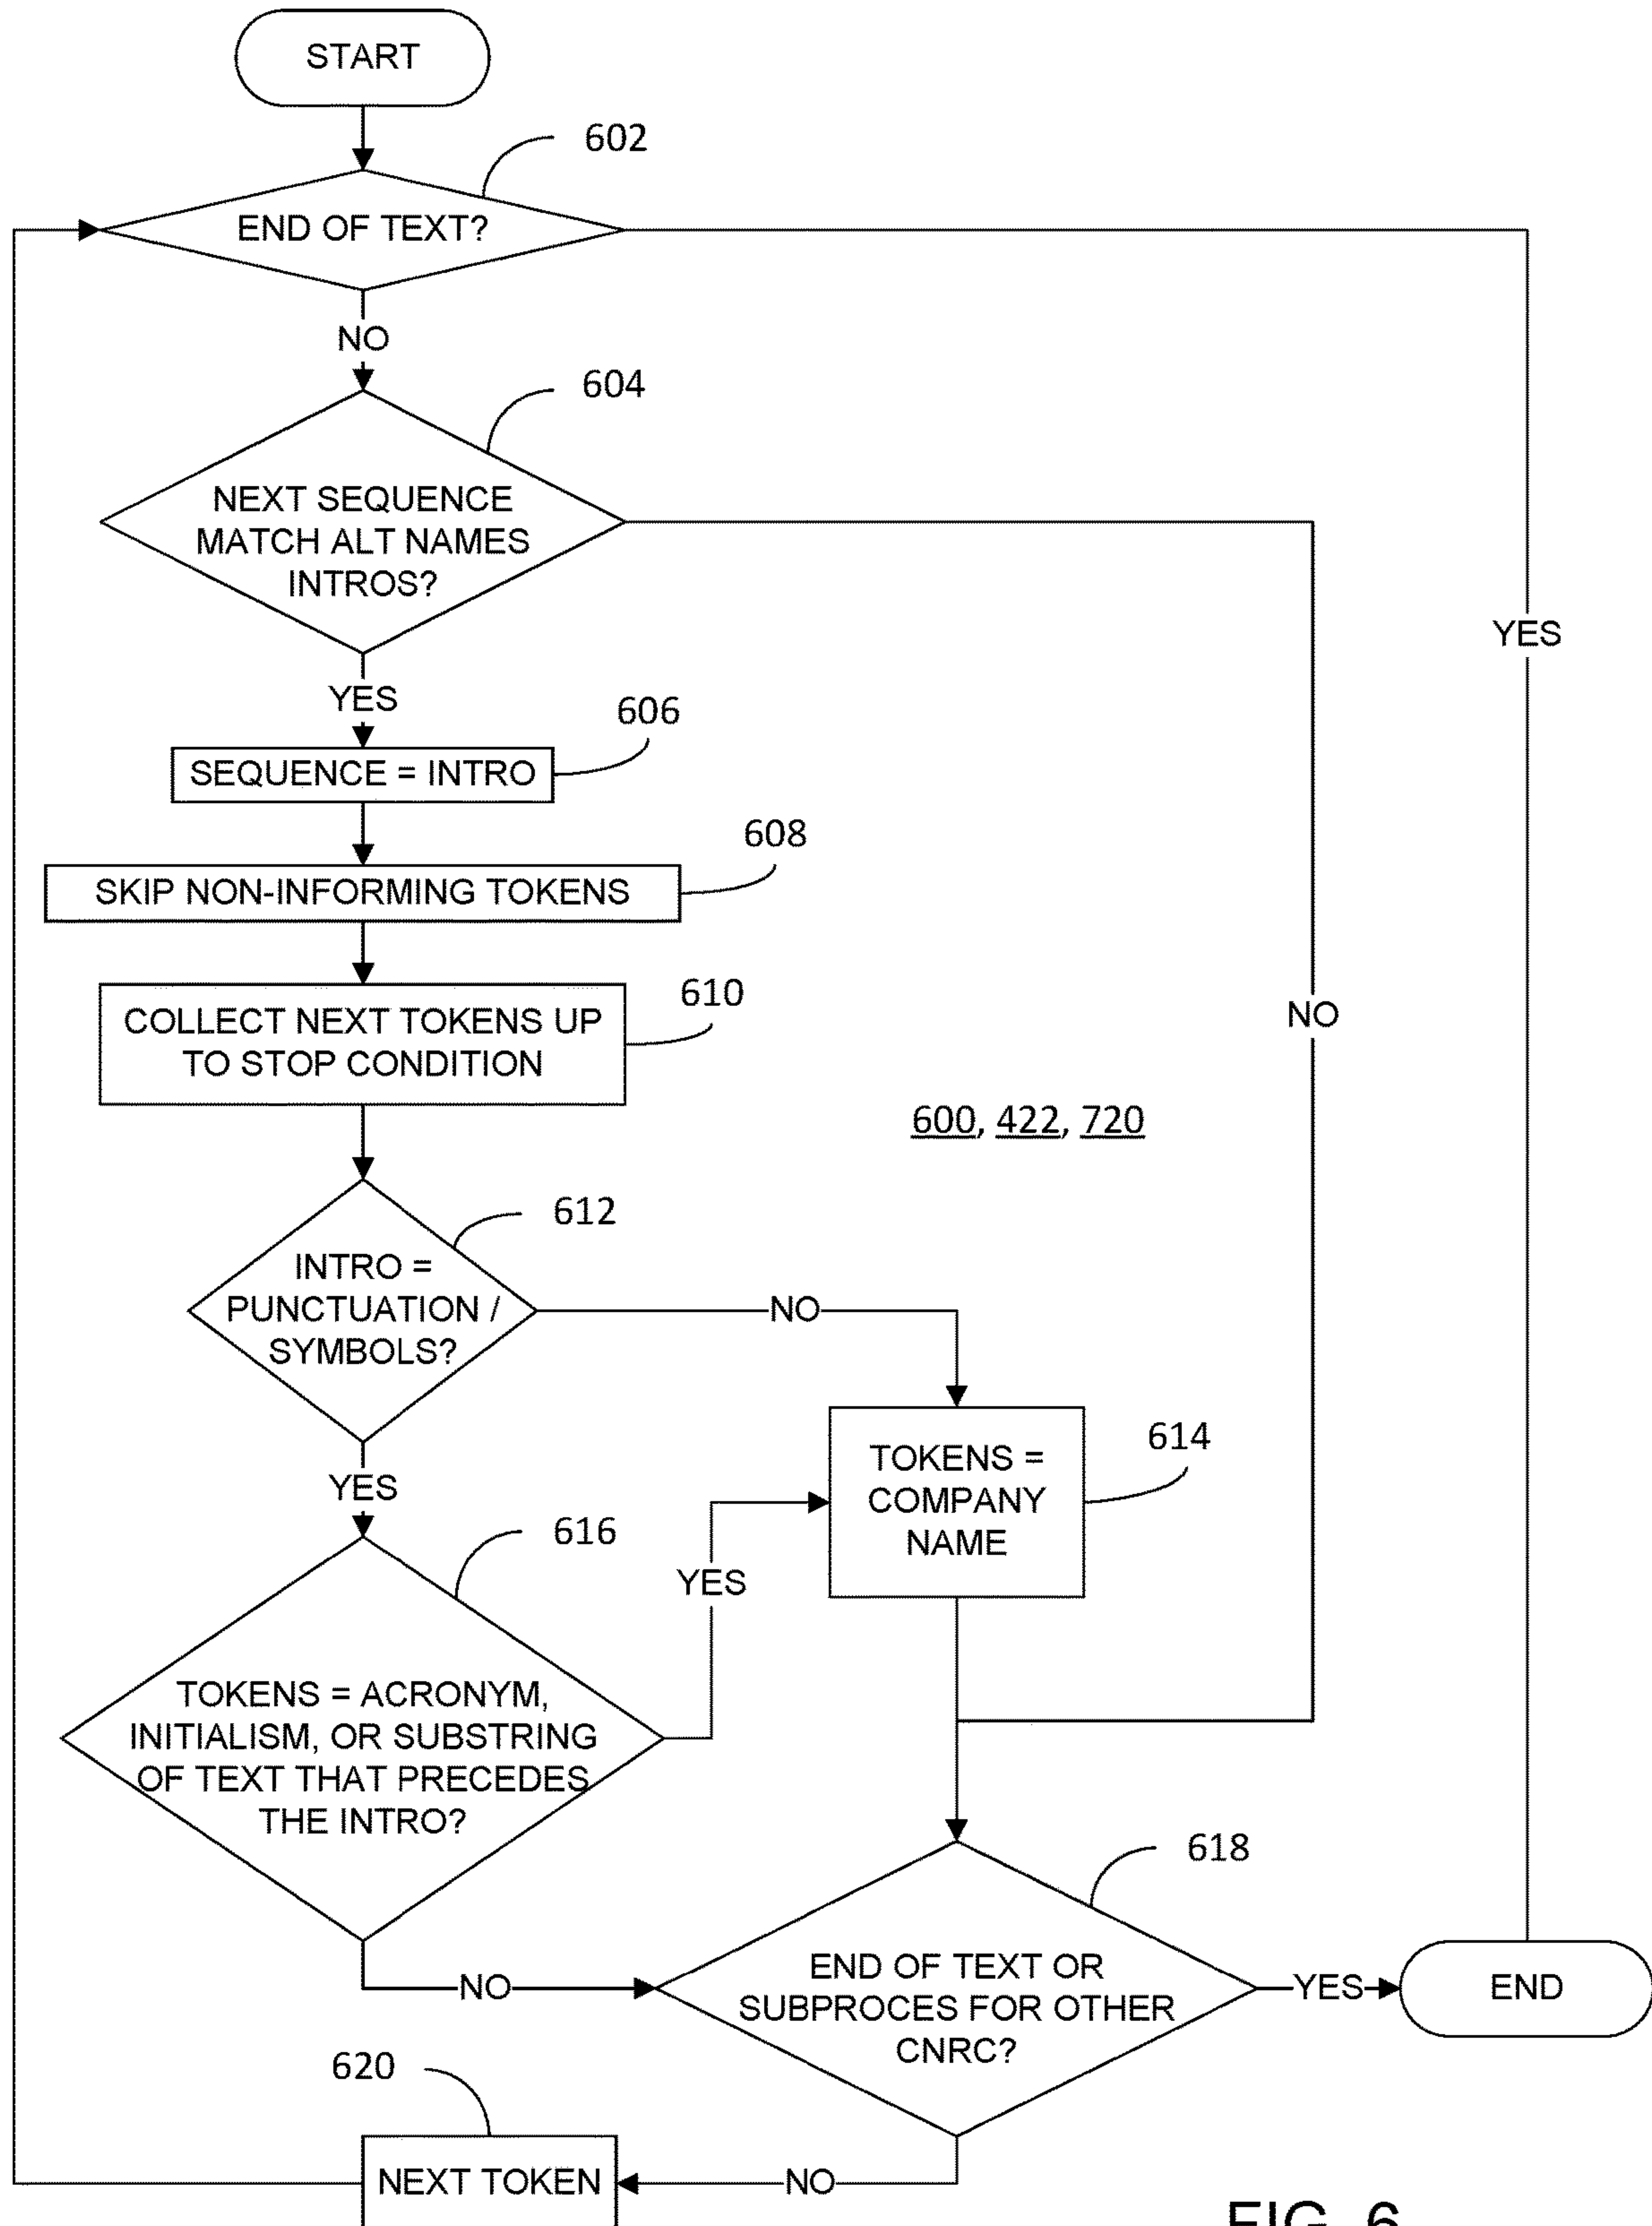 START
602
END OF TEXT?
NO
604
NEXT SEQUENCE
MATCH ALT NAMES
INTROS?
YES
YES
606
SEQUENCE = INTRO
608
SKIP NON-INFORMING TOKENS
610
COLLECT NEXT TOKENS UP
TO STOP CONDITION
NO
600, 422, 720
612
INTRO =
PUNCTUATION /
SYMBOLS?
NO
614
TOKENS =
COMPANY
NAME
YES
616
YES
TOKENS = ACRONYM,
INITIALISM, OR SUBSTRING
OF TEXT THAT PRECEDES
THE INTRO?
618
END OF TEXT OR
SUBPROCES FOR OTHER
CNRC?
NO
YES
END
620
NEXT TOKEN
NO
FIG. 6